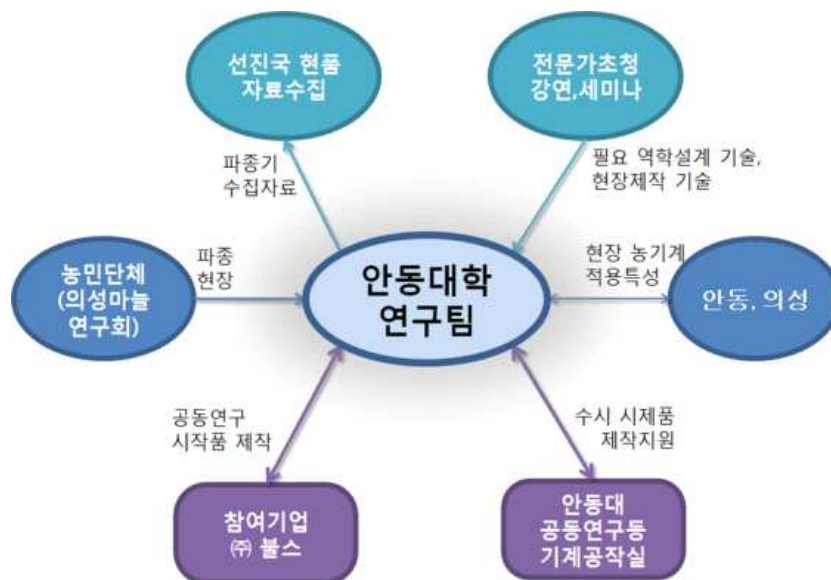 선진국 현품
자료수집
전문가초청
강연,세미나
파종기
수집자료
필요 역학설계 기술,
현장제작 기술
농민단체
(의성마늘
연구회)
파종
현장
안동대학
연구팀
현장 농기계
적용특성
안동, 의성
공동연구
시작품 제작
수시 시제품
제작지원
참여기업
㈜ 불스
안동대
공동연구동
기계공작실